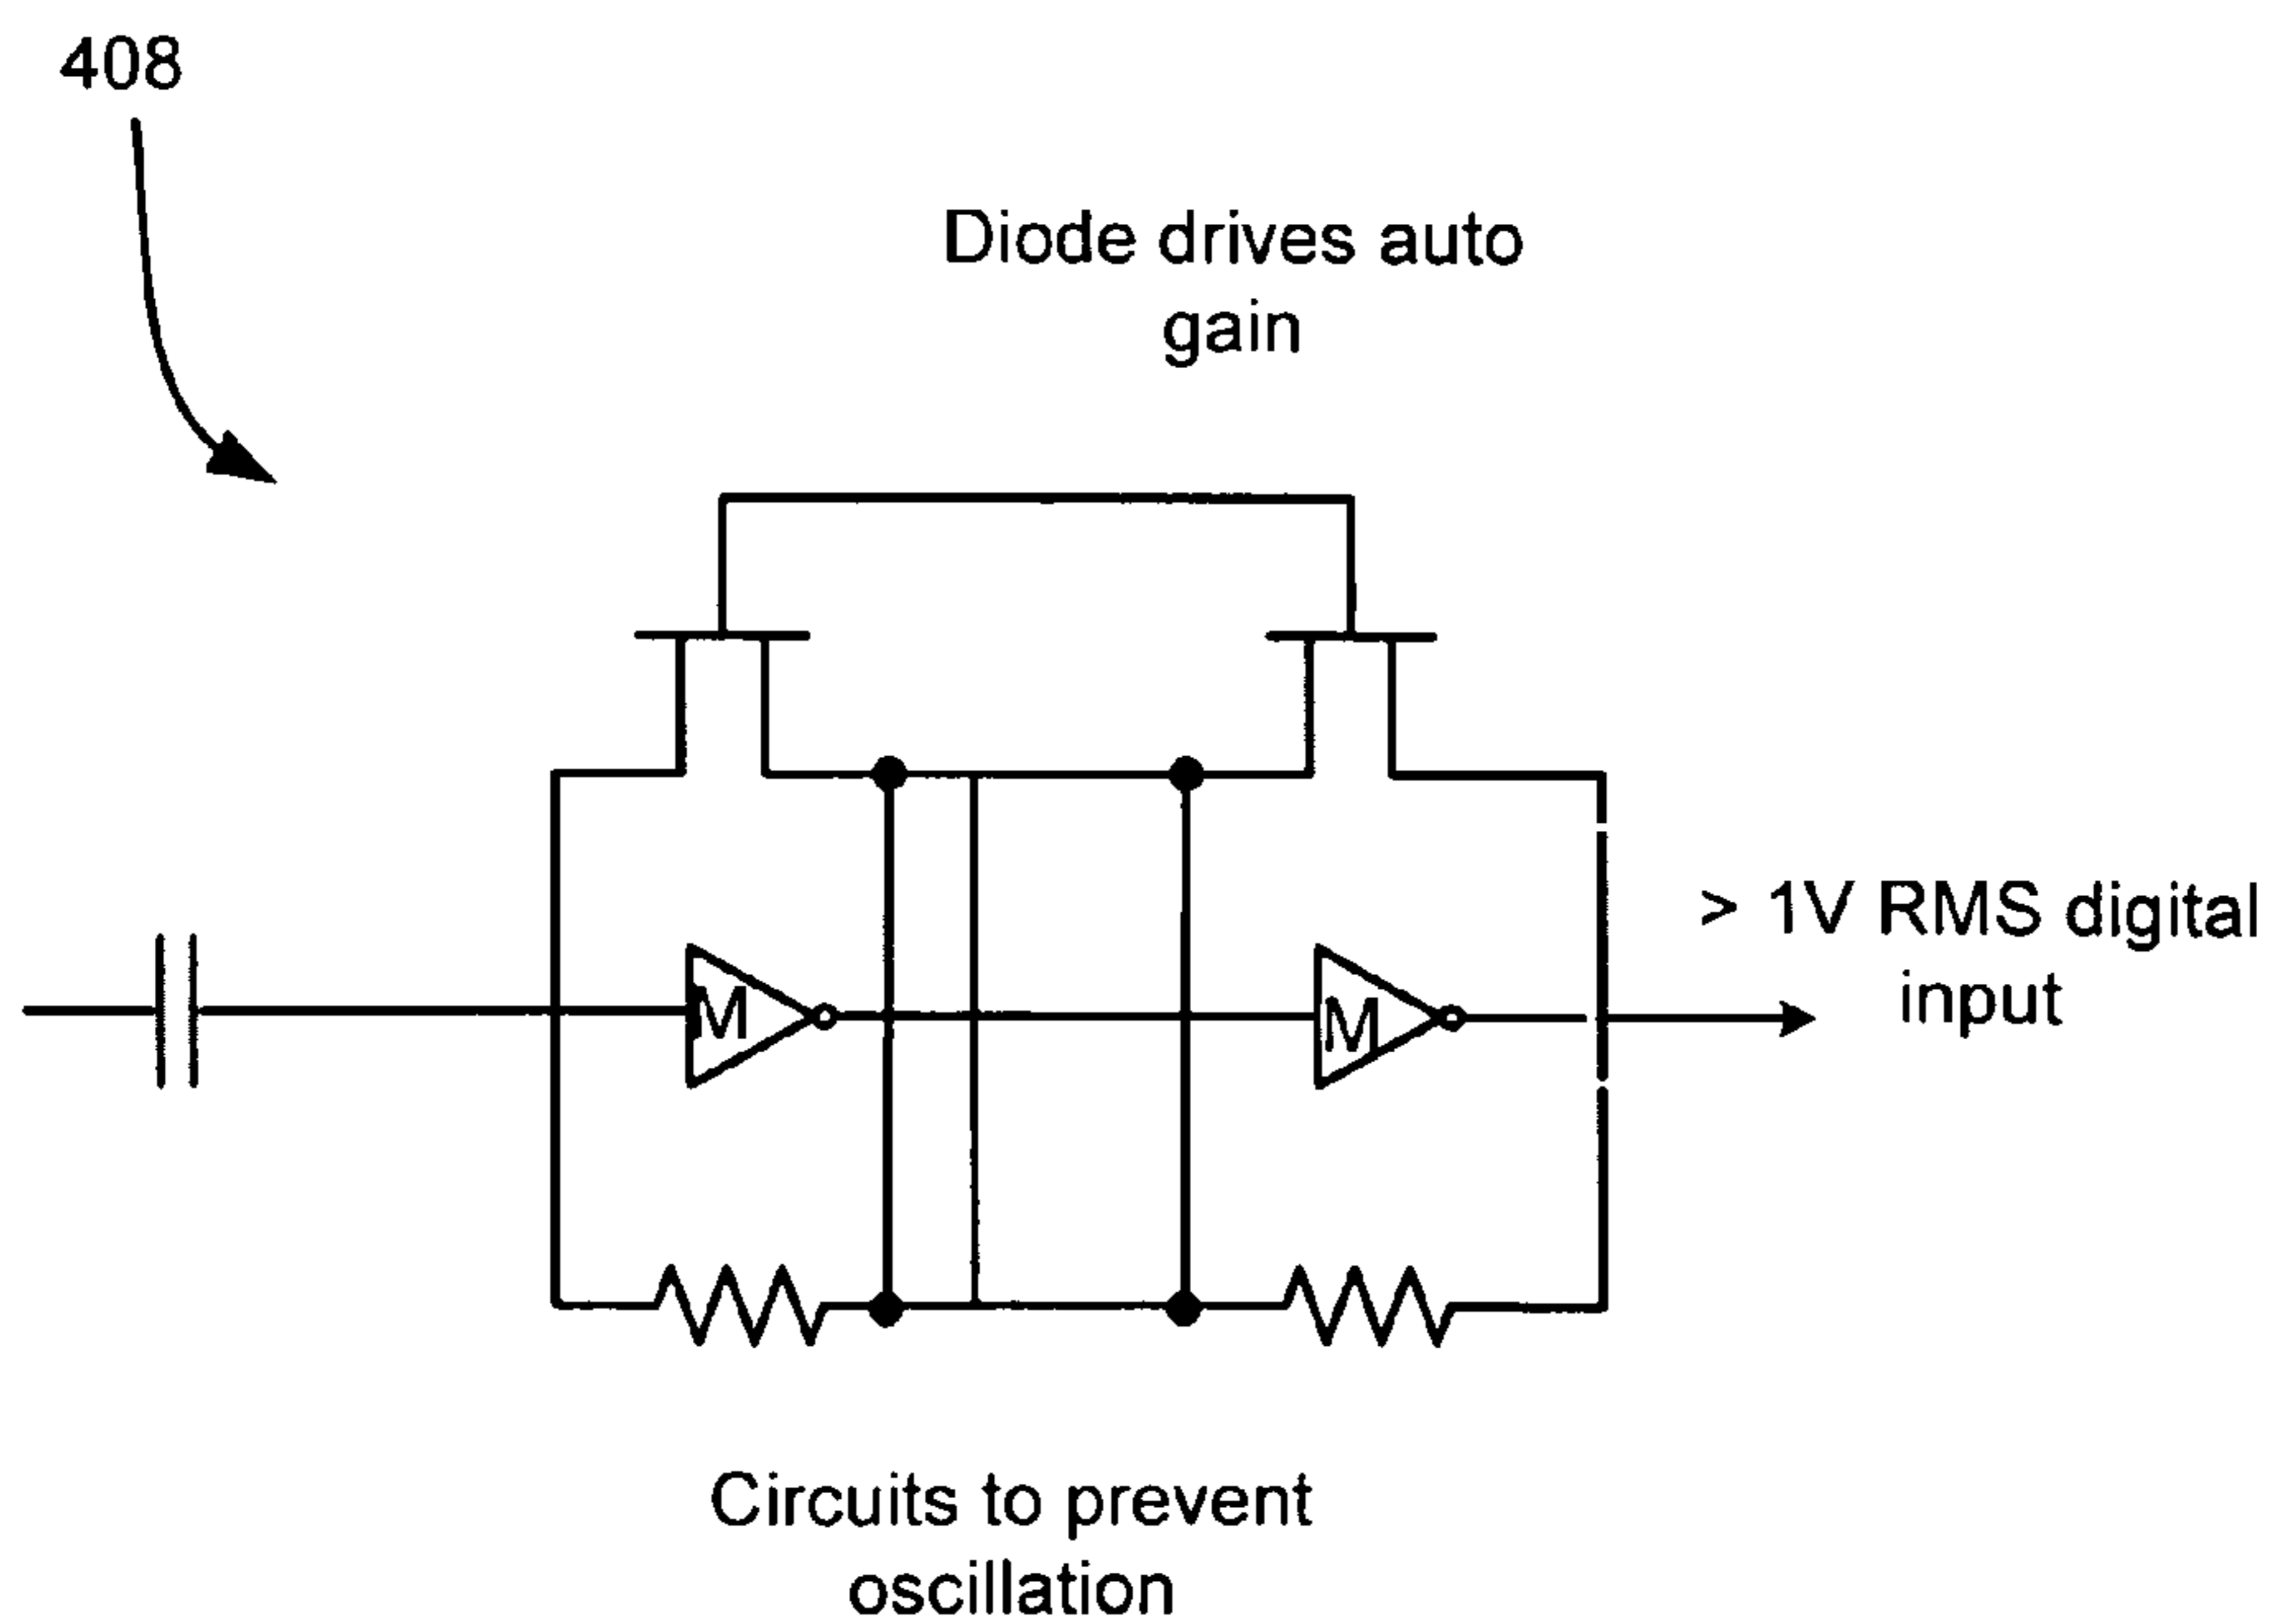 408
Diode drives auto
gain
> 1V RMS digital
input
M
M
Circuits to prevent
oscillation